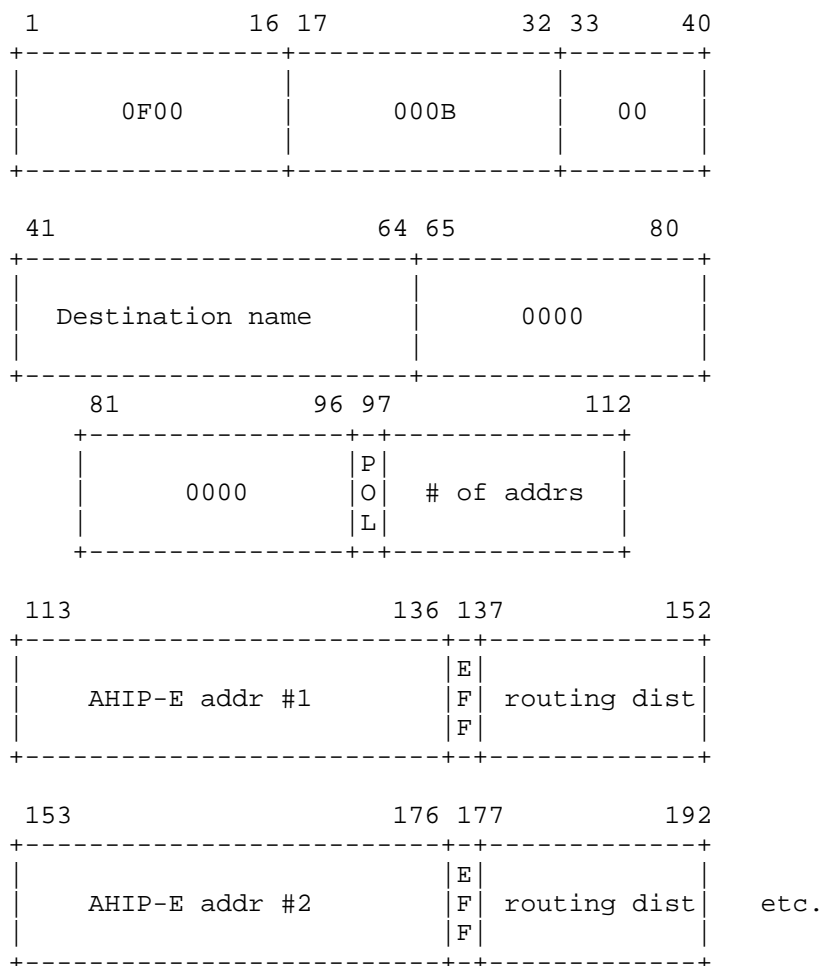 1 16 17 32 33 40
0F00 000B 00
41 64 65 80
Destination name 0000
81 96 97 112
P
0000 O # of addrs
L
113 136 137 152
E
AHIP-E addr #1 F routing dist
F
153 176 177 192
E
AHIP-E addr #2 F routing dist etc.
F